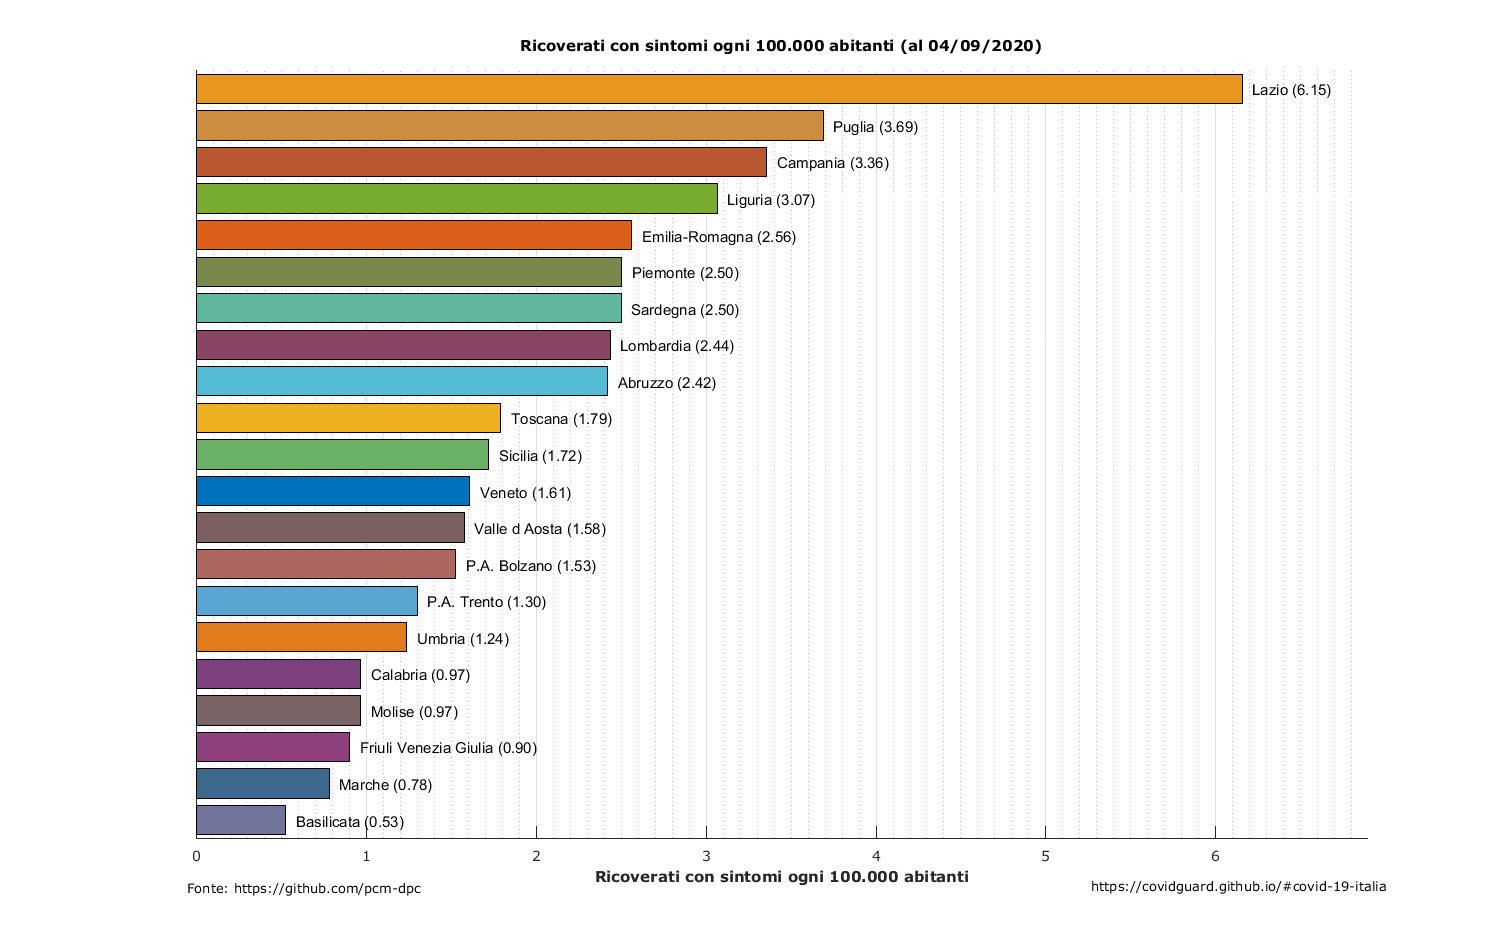 Ricoverati con sintomi ogni 100.000 abitanti (al 04/09/2020)
Lazio (6.15)
Puglia (3.69)
Campania (3.36)
Liguria (3.07)
Emilia-Romagna (2.56)
Piemonte (2.50)
Sardegna (2.50)
Lombardia (2.44)
Abruzzo (2.42)
Toscana (1.79)
Sicilia (1.72)
Veneto (1.61)
Valle d Aosta (1.58)
P.A. Bolzano (1.53)
P.A. Trento (1.30)
Umbria (1.24)
Calabria (0.97)
Molise (0.97)
Friuli Venezia Giulia (0.90)
Marche (0.78)
Basilicata (0.53)
0 1 2 3 4 5 6
Ricoverati con sintomi ogni 100.000 abitanti
Fonte: https://github.com/pcm-dpc
https://covidguard.github.io/#covid-19-italia